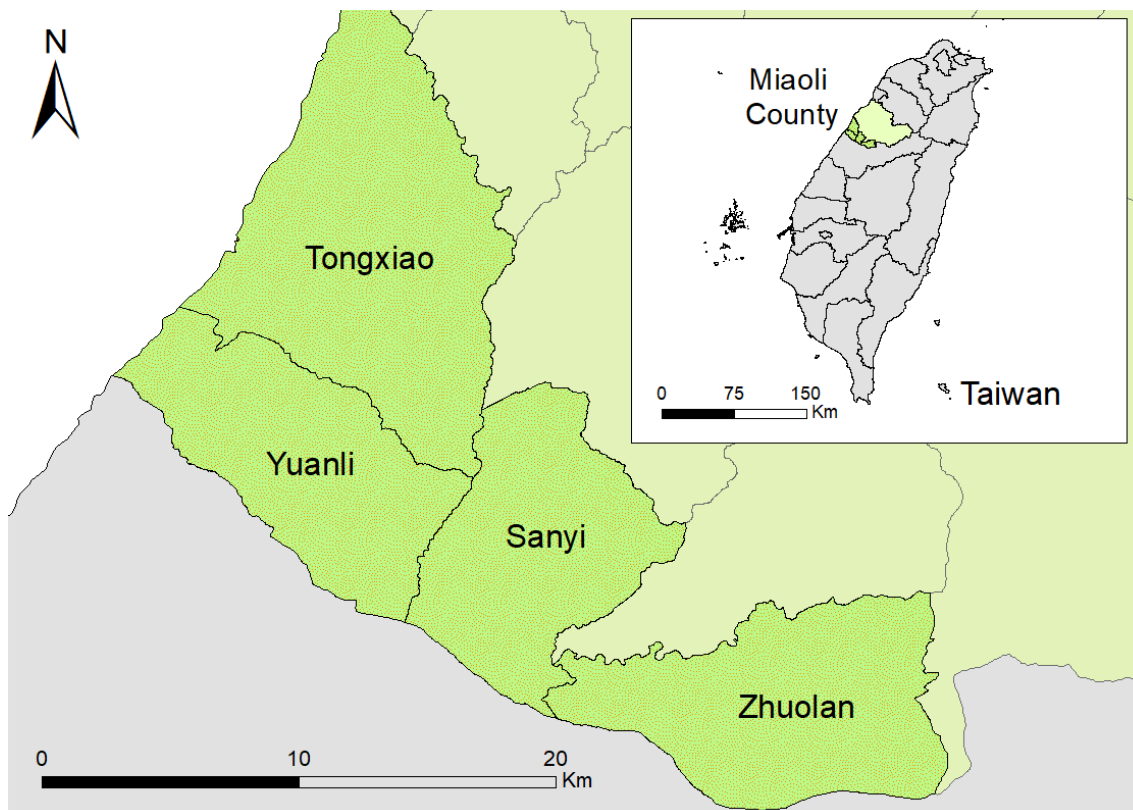 N
Miaoli
County
Tongxiao
0 75 150
Km
Taiwan
Yuanli
Sanyi
Zhuolan
0 10 20
Km